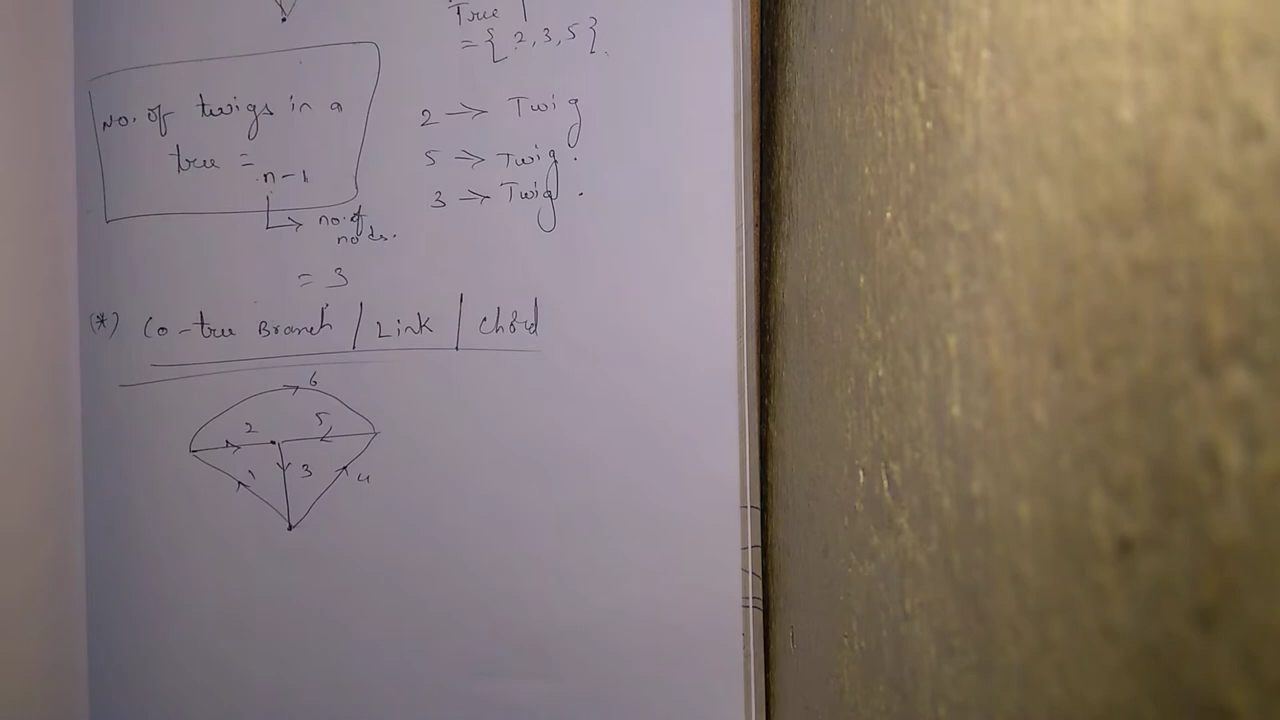 Tree 1
= { 2, 3, 5 }.
No. of twigs in a
tree = n - 1
no. of
nodes.
= 3
2 → Twig
5 → Twig.
3 → Twig.
(*) Co-tree Branch / Link / Chord
6
2
5
1
3
4